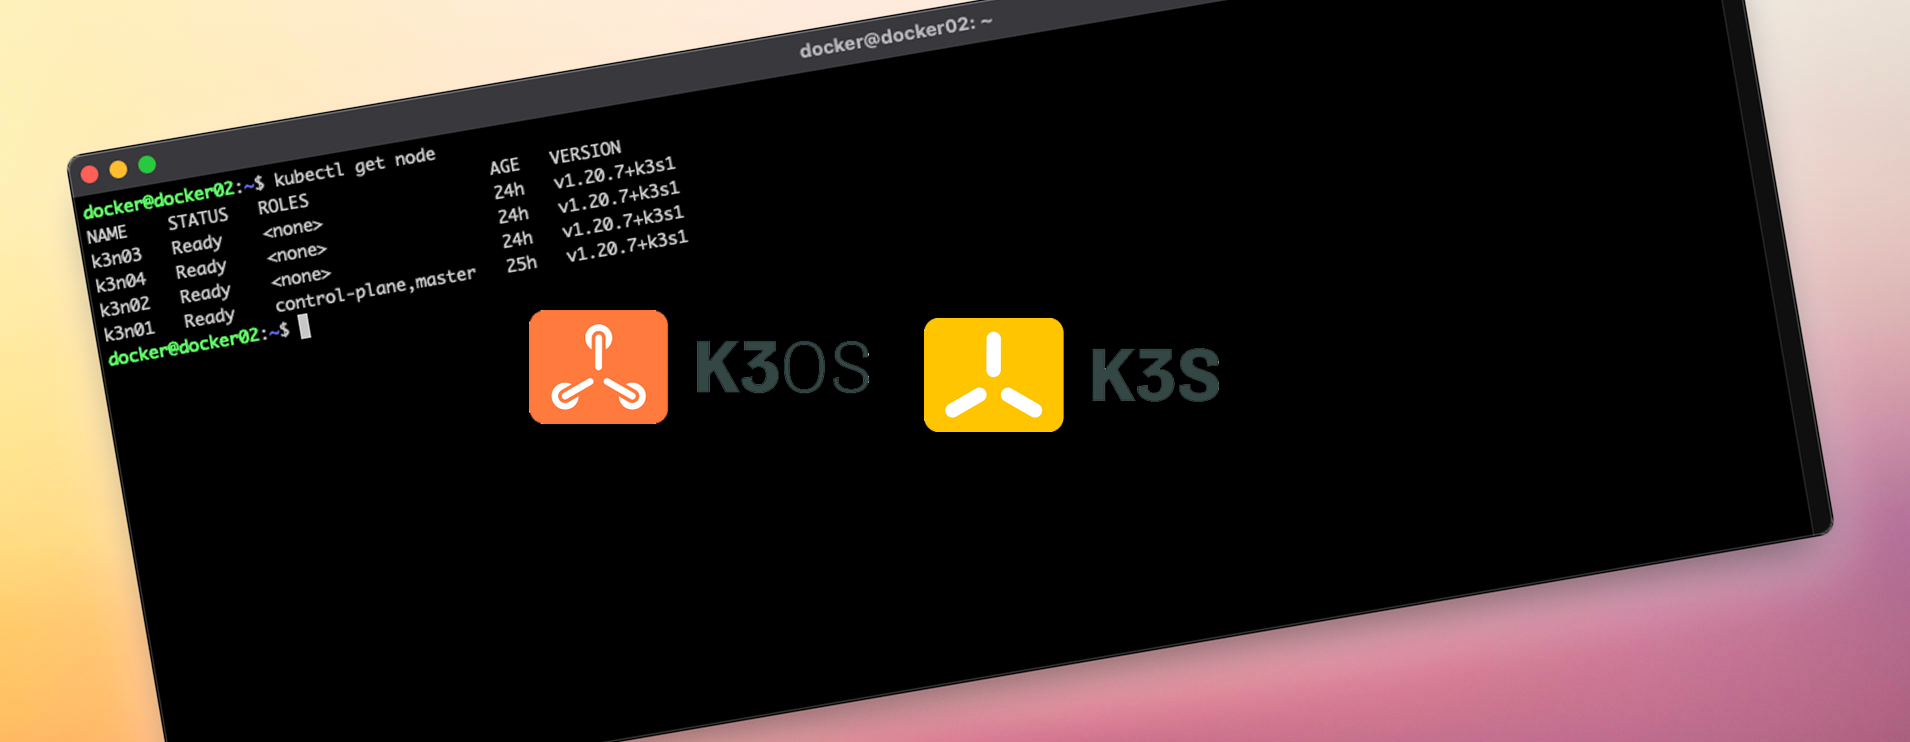 docker@docker02: ~
docker@docker02:~$ kubectl get node
NAME STATUS ROLES AGE VERSION
k3n03 Ready <none> 24h v1.20.7+k3s1
k3n04 Ready <none> 24h v1.20.7+k3s1
k3n02 Ready <none> 24h v1.20.7+k3s1
k3n01 Ready control-plane,master 25h v1.20.7+k3s1
docker@docker02:~$
K3OS
K3S